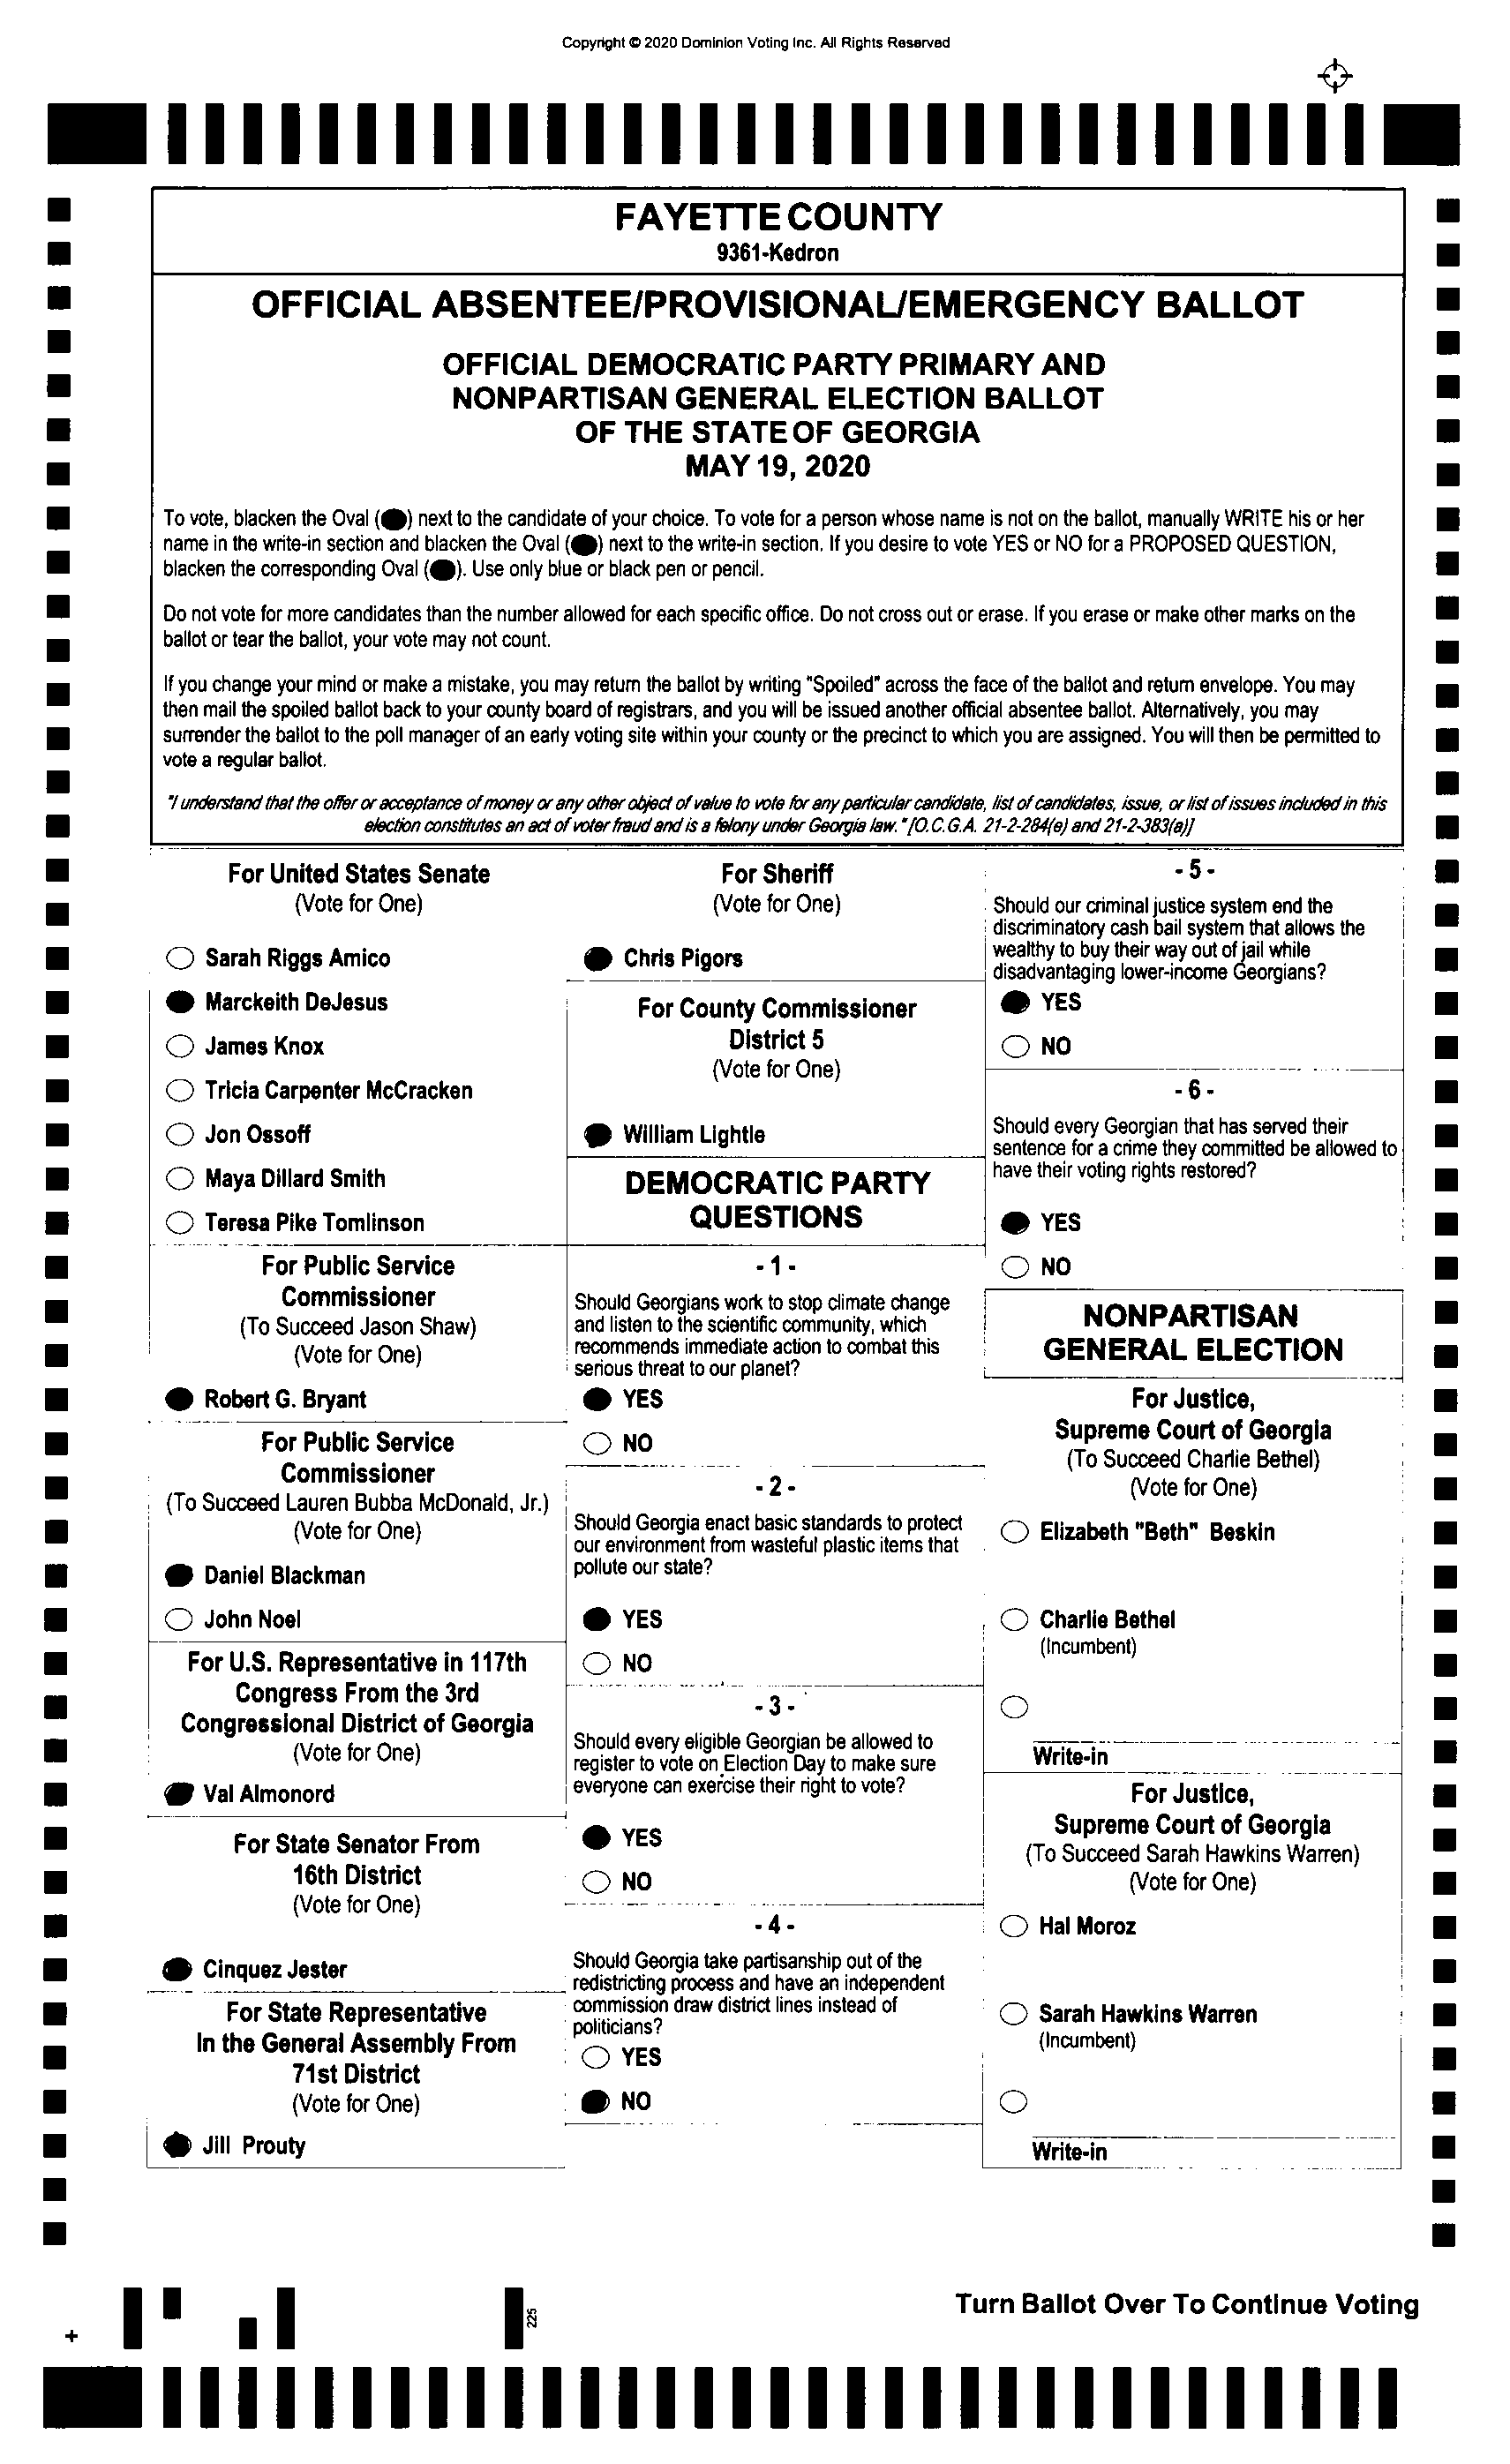 Copyright © 2020 Dominion Voting Inc. All Rights Reserved
FAYETTE COUNTY
9361-Kedron
OFFICIAL ABSENTEE/PROVISIONAL/EMERGENCY BALLOT
OFFICIAL DEMOCRATIC PARTY PRIMARY AND
NONPARTISAN GENERAL ELECTION BALLOT
OF THE STATE OF GEORGIA
MAY 19, 2020
To vote, blacken the Oval ( ) next to the candidate of your choice. To vote for a person whose name is not on the ballot, manually WRITE his or her
name in the write-in section and blacken the Oval ( ) next to the write-in section. If you desire to vote YES or NO for a PROPOSED QUESTION,
blacken the corresponding Oval ( ). Use only blue or black pen or pencil.
Do not vote for more candidates than the number allowed for each specific office. Do not cross out or erase. If you erase or make other marks on the
ballot or tear the ballot, your vote may not count.
If you change your mind or make a mistake, you may return the ballot by writing "Spoiled" across the face of the ballot and return envelope. You may
then mail the spoiled ballot back to your county board of registrars, and you will be issued another official absentee ballot. Alternatively, you may
surrender the ballot to the poll manager of an early voting site within your county or the precinct to which you are assigned. You will then be permitted to
vote a regular ballot.
"I understand that the offer or acceptance of money or any other object of value to vote for any particular candidate, list of candidates, issue, or list of issues included in this
election constitutes an act of voter fraud and is a felony under Georgia law. "[O.C.G.A. 21-2-284(e) and 21-2-383(a)]
For United States Senate
(Vote for One)
Sarah Riggs Amico
Marckeith DeJesus
James Knox
Tricia Carpenter McCracken
Jon Ossoff
Maya Dillard Smith
Teresa Pike Tomlinson
For Public Service
Commissioner
(To Succeed Jason Shaw)
(Vote for One)
Robert G. Bryant
For Public Service
Commissioner
(To Succeed Lauren Bubba McDonald, Jr.)
(Vote for One)
Daniel Blackman
John Noel
For U.S. Representative in 117th
Congress From the 3rd
Congressional District of Georgia
(Vote for One)
Val Almonord
For State Senator From
16th District
(Vote for One)
Cinquez Jester
For State Representative
In the General Assembly From
71st District
(Vote for One)
Jill Prouty
For Sheriff
(Vote for One)
Chris Pigors
For County Commissioner
District 5
(Vote for One)
William Lightle
DEMOCRATIC PARTY
QUESTIONS
- 1 -
Should Georgians work to stop climate change
and listen to the scientific community, which
recommends immediate action to combat this
serious threat to our planet?
YES
NO
- 2 -
Should Georgia enact basic standards to protect
our environment from wasteful plastic items that
pollute our state?
YES
NO
- 3 -
Should every eligible Georgian be allowed to
register to vote on Election Day to make sure
everyone can exercise their right to vote?
YES
NO
- 4 -
Should Georgia take partisanship out of the
redistricting process and have an independent
commission draw district lines instead of
politicians?
YES
NO
- 5 -
Should our criminal justice system end the
discriminatory cash bail system that allows the
wealthy to buy their way out of jail while
disadvantaging lower-income Georgians?
YES
NO
- 6 -
Should every Georgian that has served their
sentence for a crime they committed be allowed to
have their voting rights restored?
YES
NO
NONPARTISAN
GENERAL ELECTION
For Justice,
Supreme Court of Georgia
(To Succeed Charlie Bethel)
(Vote for One)
Elizabeth "Beth" Beskin
Charlie Bethel
(Incumbent)
Write-in
For Justice,
Supreme Court of Georgia
(To Succeed Sarah Hawkins Warren)
(Vote for One)
Hal Moroz
Sarah Hawkins Warren
(Incumbent)
Write-in
225
Turn Ballot Over To Continue Voting